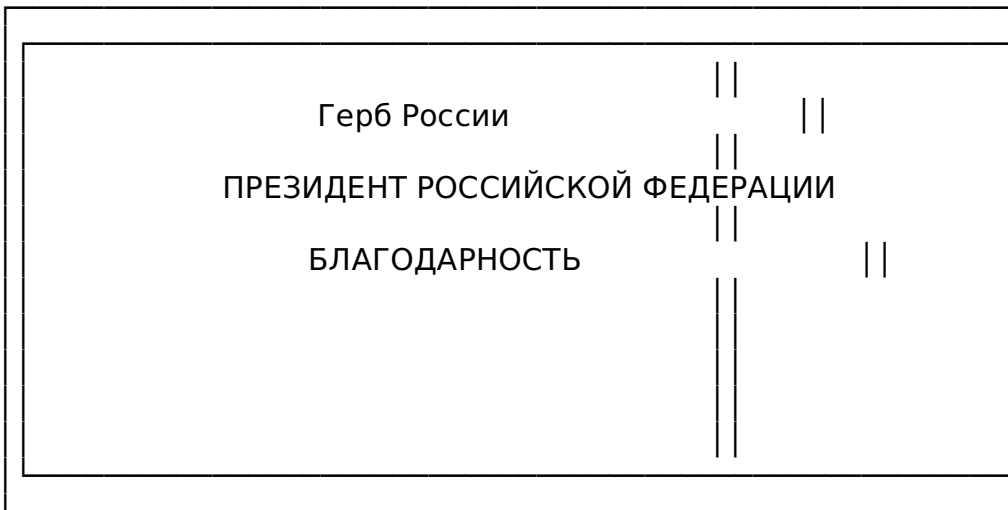 Герб России
ПРЕЗИДЕНТ РОССИЙСКОЙ ФЕДЕРАЦИИ
БЛАГОДАРНОСТЬ